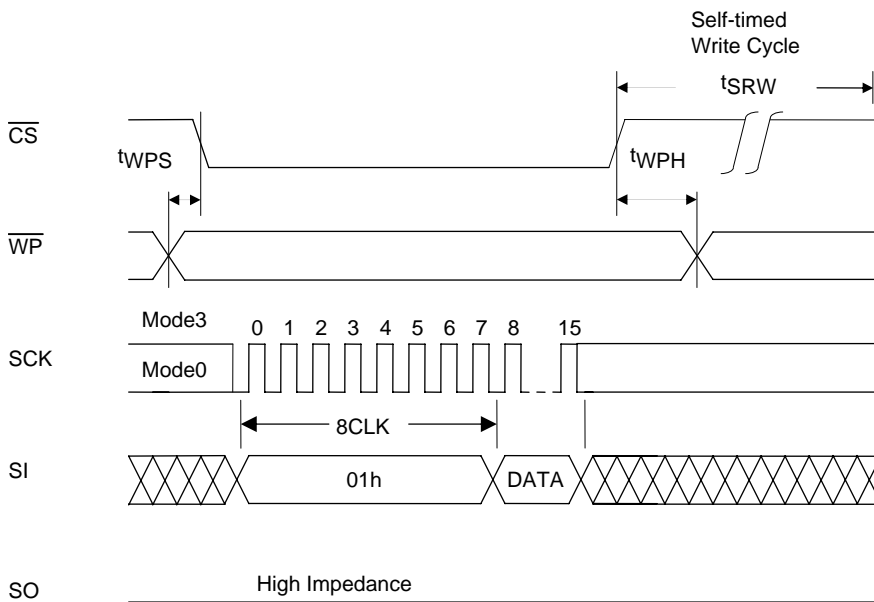 Self-timed
Write Cycle
tSRW
CS
tWPS
tWPH
WP
Mode3
0 1 2 3 4 5 6 7 8 15
SCK
Mode0
8CLK
SI
01h
DATA
High Impedance
SO